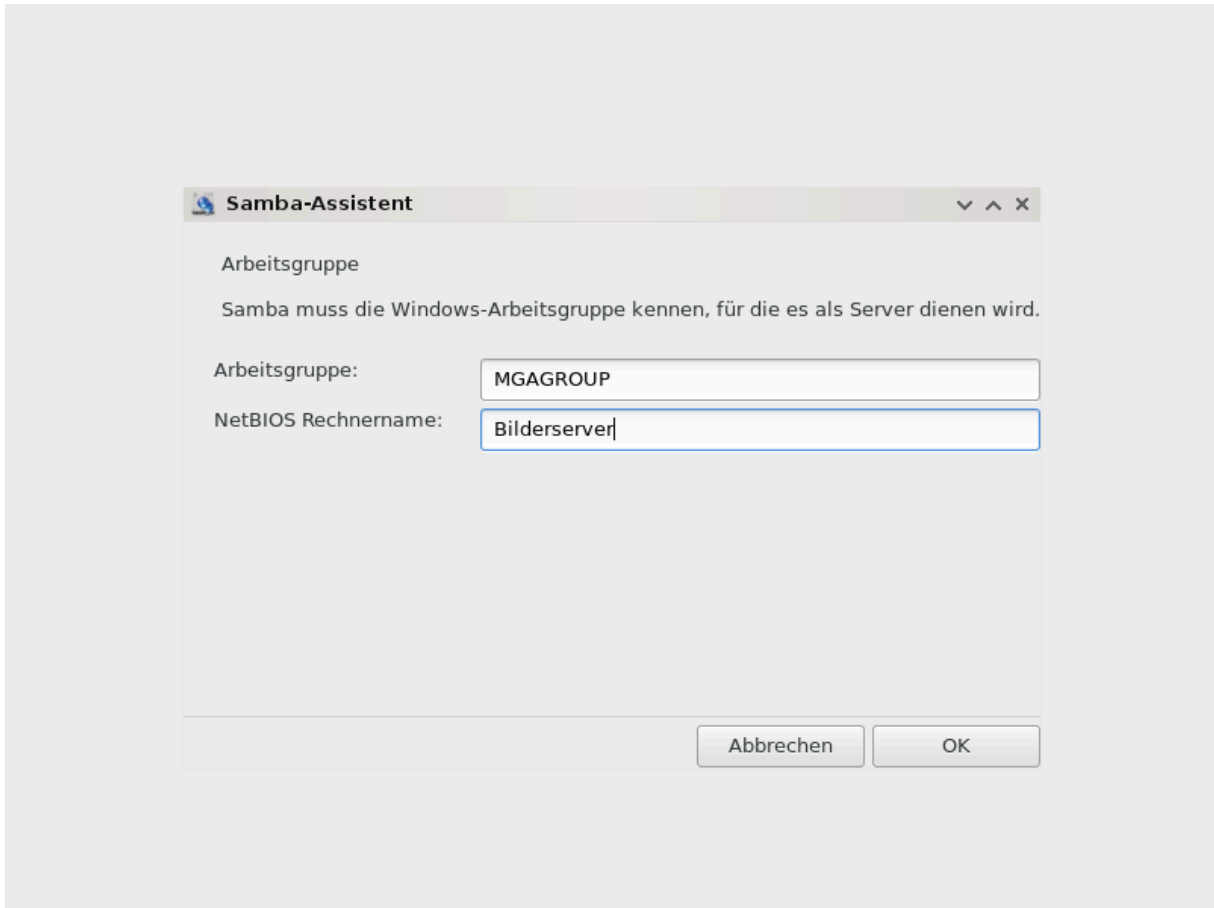 Samba-Assistent
Arbeitsgruppe
Samba muss die Windows-Arbeitsgruppe kennen, für die es als Server dienen wird.
Arbeitsgruppe: MGAGROUP
NetBIOS Rechnername: Bilderserver
Abbrechen OK